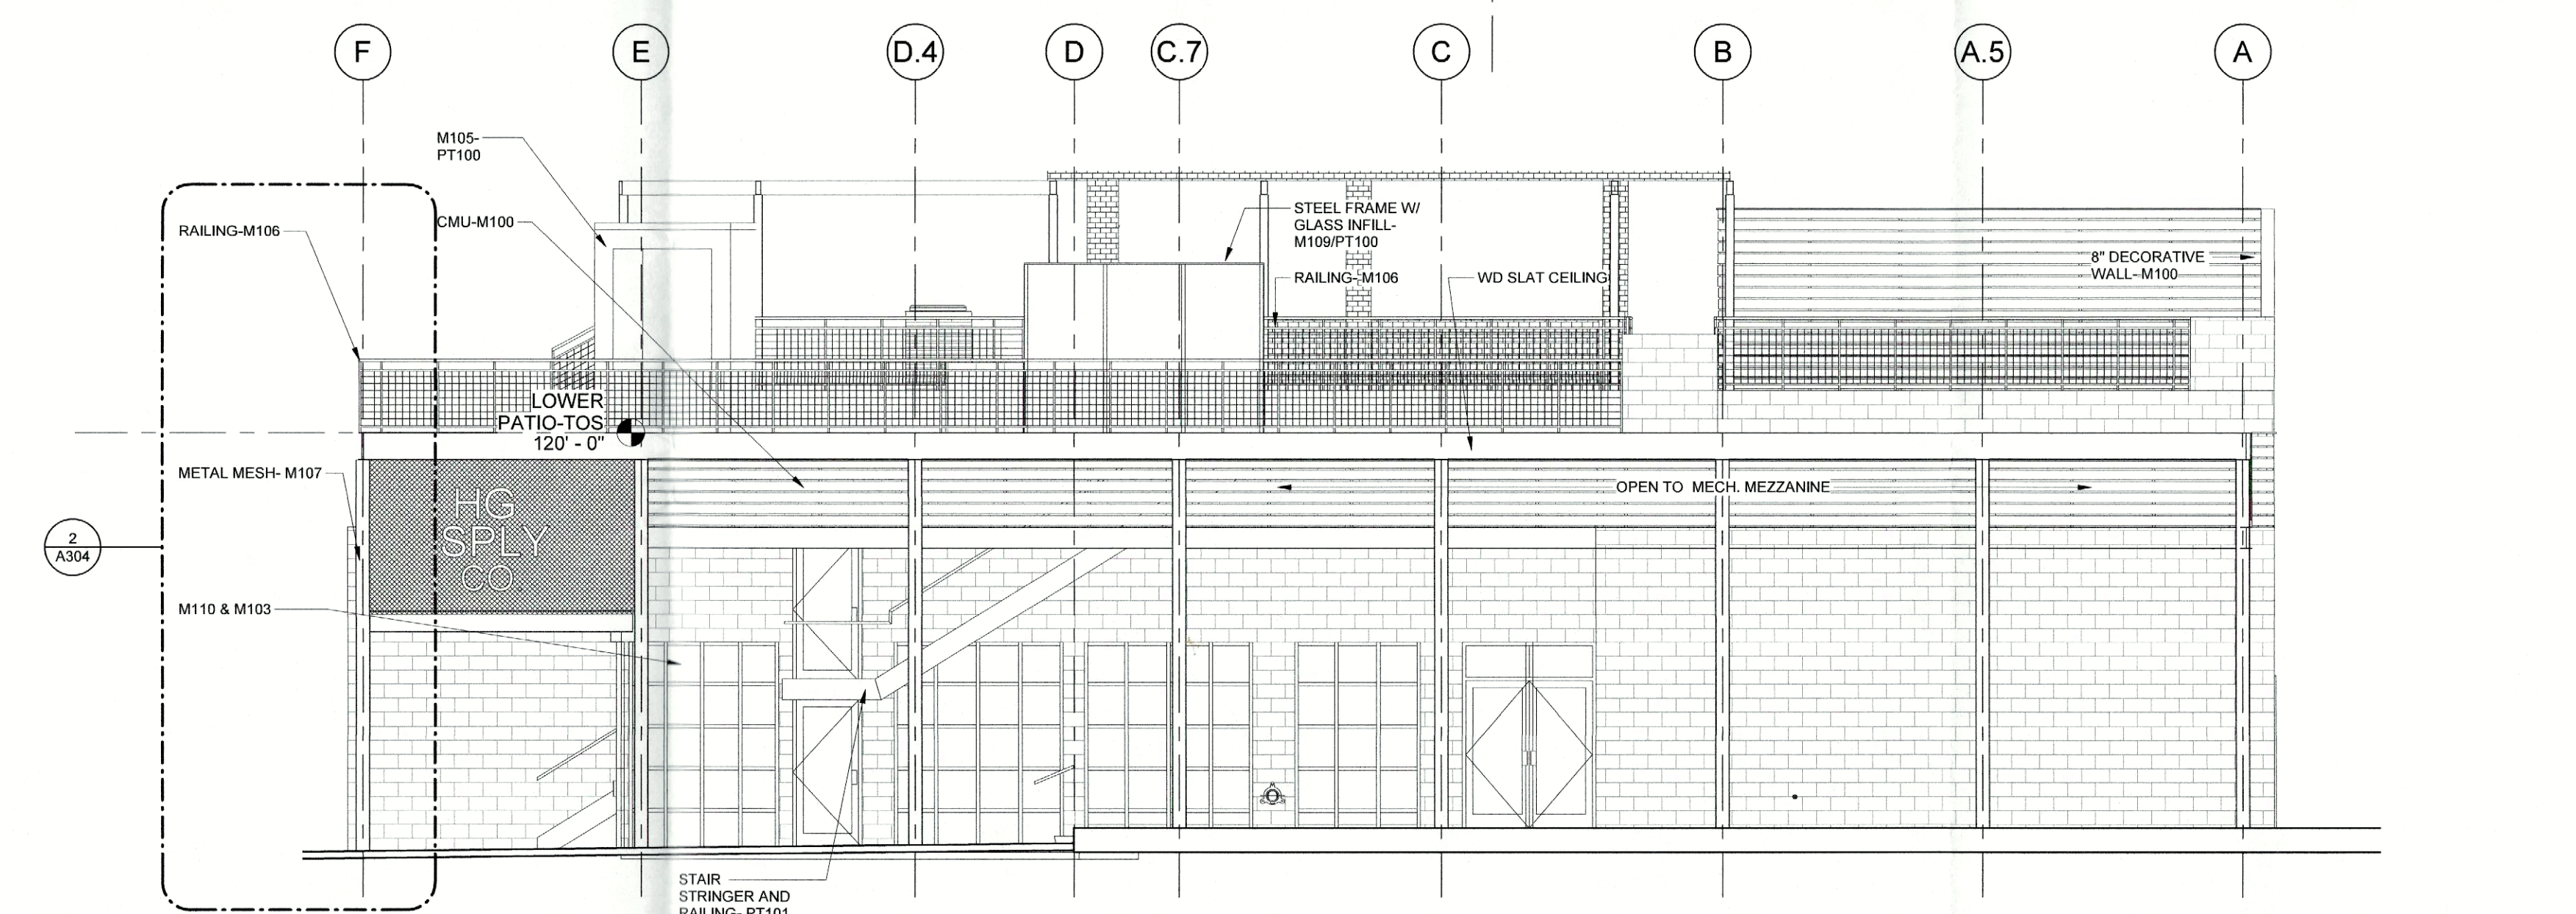 F
E
D.4
D
C.7
C
B
A.5
A
M105-
PT100
CMU-M100
RAILING-M106
STEEL FRAME W/
GLASS INFILL-
M109/PT100
RAILING- M106
WD SLAT CEILING
8" DECORATIVE
WALL- M100
LOWER
PATIO-TOS
120' - 0"
METAL MESH- M107
HG
SPLY
CO.
OPEN TO MECH. MEZZANINE
2
A304
M110 & M103
STAIR
STRINGER AND
RAILING- PT101